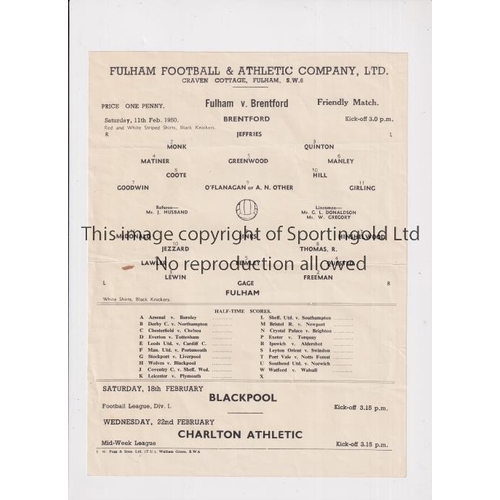 FULHAM FOOTBALL & ATHLETIC COMPANY, LTD.
CRAVEN COTTAGE, FULHAM, S.W.6
PRICE ONE PENNY. Fulham v. Brentford Friendly Match.
Saturday, 11th Feb. 1950. BRENTFORD Kick-off 3.0 p.m.
Red and White Striped Shirts, Black Knickers.
R JEFFRIES L
MONK QUINTON
MATINER GREENWOOD MANLEY
COOTE HILL
GOODWIN O'FLANAGAN or A. N. OTHER GIRLING
Referee— Linesmen—
Mr. J. HUSBAND Mr. C. L. DONALDSON
Mr. W. GREGORY
This image copyright of Sportingold Ltd
JEZZARD THOMAS, R.
No reproduction allowed
LEWIN FREEMAN
L GAGE R
FULHAM
White Shirts, Black Knickers.
HALF-TIME SCORES.
A Arsenal v. Burnley L Sheff. Utd. v. Southampton
B Derby C. v. Northampton M Bristol R. v. Newport
C Chesterfield v. Chelsea N Crystal Palace v. Brighton
D Everton v. Tottenham P Exeter v. Torquay
E Leeds Utd v. Cardiff C. R Ipswich v. Aldershot
F Man. Utd v. Portsmouth S Leyton Orient v. Swindon
G Stockport v. Liverpool T Port Vale v. Notts Forest
H Wolves v. Blackpool U Southend Utd v. Norwich
J Coventry C. v. Sheff. Wed. W Watford v. Walsall
K Leicester v. Plymouth X
SATURDAY, 18th FEBRUARY
BLACKPOOL
Football League, Div. I. Kick-off 3.15 p.m.
WEDNESDAY, 22nd FEBRUARY
CHARLTON ATHLETIC
Mid-Week League Kick-off 3.15 p.m.